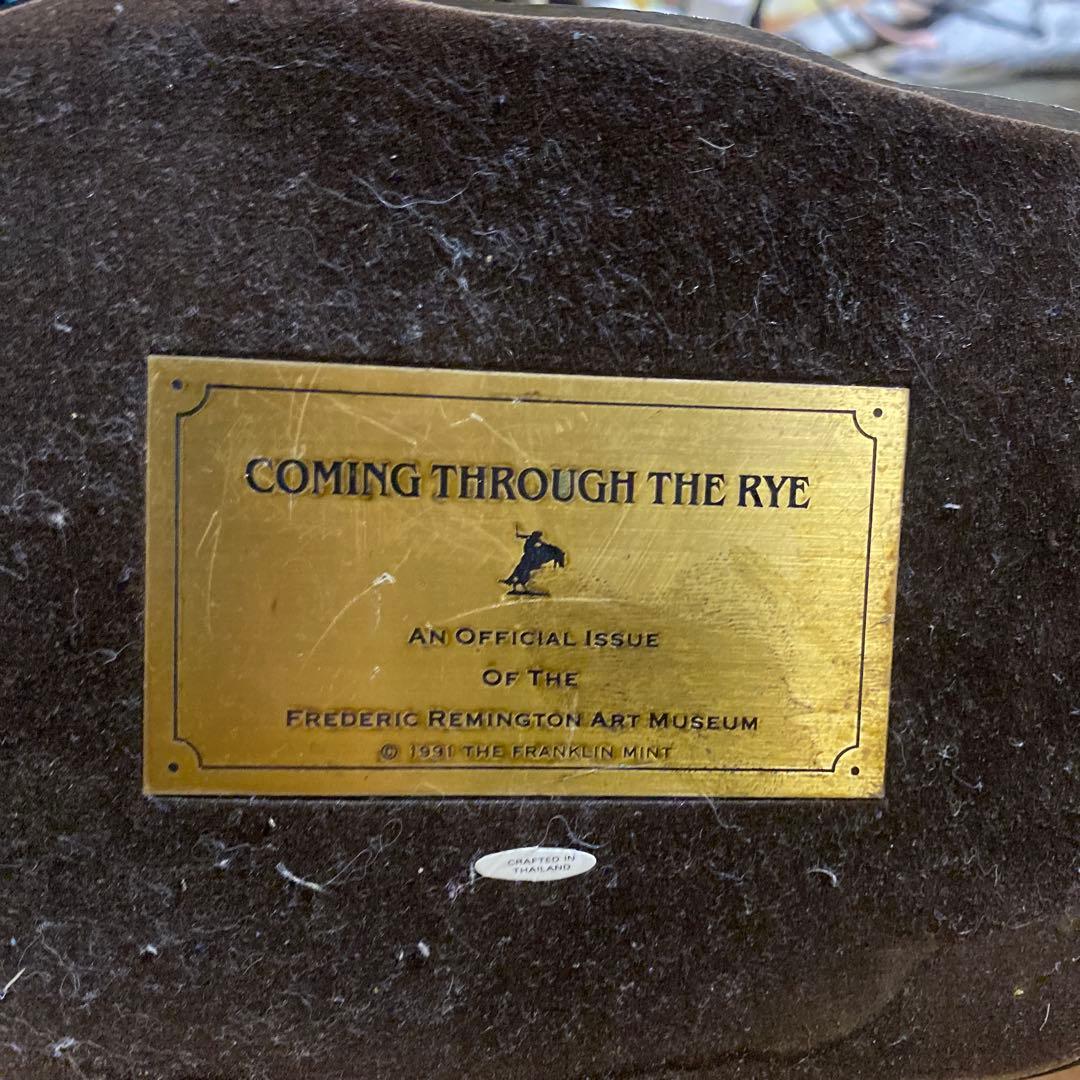 COMING THROUGH THE RYE
AN OFFICIAL ISSUE
OF THE
FREDERIC REMINGTON ART MUSEUM
© 1991 THE FRANKLIN MINT
CRAFTED IN
THAILAND